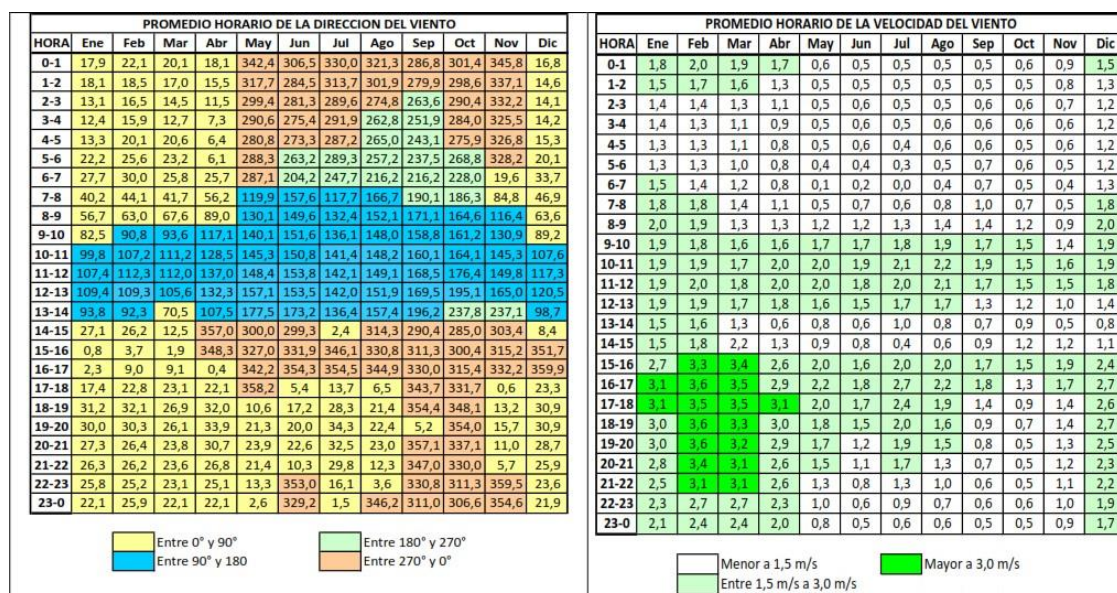 PROMEDIO HORARIO DE LA DIRECCION DEL VIENTO
HORA Ene Feb Mar Abr May Jun Jul Ago Sep Oct Nov Dic
0-1 17,9 22,1 20,1 18,1 342,4 306,5 330,0 321,3 286,8 301,4 345,8 16,8
1-2 18,1 18,5 17,0 15,5 317,7 284,5 313,7 301,9 279,9 298,6 337,1 14,6
2-3 13,1 16,5 14,5 11,5 299,4 281,3 289,6 274,8 263,6 290,4 332,2 14,1
3-4 12,4 15,9 12,7 7,3 290,6 275,4 291,9 262,8 251,9 284,0 325,5 14,2
4-5 13,3 20,1 20,6 6,4 280,8 273,3 287,2 265,0 243,1 275,9 326,8 15,3
5-6 22,2 25,6 23,2 6,1 288,3 263,2 289,3 257,2 237,5 268,8 328,2 20,1
6-7 27,7 30,0 25,8 25,7 287,1 204,2 247,7 216,2 216,2 228,0 19,6 33,7
7-8 40,2 44,1 41,7 56,2 119,9 157,6 117,7 166,7 190,1 186,3 84,8 46,9
8-9 56,7 63,0 67,6 89,0 130,1 149,6 132,4 152,1 171,1 164,6 116,4 63,6
9-10 82,5 90,8 93,6 117,1 140,1 151,6 136,1 148,0 158,8 161,2 130,9 89,2
10-11 99,8 107,2 111,2 128,5 145,3 150,8 141,4 148,2 160,1 164,1 145,3 107,6
11-12 107,4 112,3 112,0 137,0 148,4 153,8 142,1 149,1 168,5 176,4 149,8 117,3
12-13 109,4 109,3 105,6 132,3 157,1 153,5 142,0 151,9 169,5 195,1 165,0 120,5
13-14 93,8 92,3 70,5 107,5 177,5 173,2 136,4 157,4 196,2 237,8 237,1 98,7
14-15 27,1 26,2 12,5 357,0 300,0 299,3 2,4 314,3 290,4 285,0 303,4 8,4
15-16 0,8 3,7 1,9 348,3 327,0 331,9 346,1 330,8 311,3 300,4 315,2 351,7
16-17 2,3 9,0 9,1 0,4 342,2 354,3 354,5 344,9 330,0 315,4 332,2 359,9
17-18 17,4 22,8 23,1 22,1 358,2 5,4 13,7 6,5 343,7 331,7 0,6 23,3
18-19 31,2 32,1 26,9 32,0 10,6 17,2 28,3 21,4 354,4 348,1 13,2 30,9
19-20 30,0 30,3 26,1 33,9 21,3 20,0 34,3 22,4 5,2 354,0 15,7 30,9
20-21 27,3 26,4 23,8 30,7 23,9 22,6 32,5 23,0 357,1 337,1 11,0 28,7
21-22 26,3 26,2 23,6 26,8 21,4 10,3 29,8 12,3 347,0 330,0 5,7 25,9
22-23 25,8 25,2 23,1 25,1 13,3 353,0 16,1 3,6 330,8 311,3 359,5 23,6
23-0 22,1 25,9 22,1 22,1 2,6 329,2 1,5 346,2 311,0 306,6 354,6 21,9
Entre 0° y 90° Entre 180° y 270°
Entre 90° y 180 Entre 270° y 0°
PROMEDIO HORARIO DE LA VELOCIDAD DEL VIENTO
HORA Ene Feb Mar Abr May Jun Jul Ago Sep Oct Nov Dic
0-1 1,8 2,0 1,9 1,7 0,6 0,5 0,5 0,5 0,5 0,6 0,9 1,5
1-2 1,5 1,7 1,6 1,3 0,5 0,5 0,5 0,5 0,5 0,5 0,8 1,3
2-3 1,4 1,4 1,3 1,1 0,5 0,5 0,5 0,5 0,6 0,6 0,7 1,2
3-4 1,4 1,3 1,1 0,9 0,5 0,6 0,5 0,6 0,6 0,6 0,6 1,2
4-5 1,3 1,3 1,1 0,8 0,5 0,6 0,4 0,6 0,6 0,5 0,6 1,2
5-6 1,3 1,3 1,0 0,8 0,4 0,4 0,3 0,5 0,7 0,6 0,5 1,2
6-7 1,5 1,4 1,2 0,8 0,1 0,2 0,0 0,4 0,7 0,5 0,4 1,3
7-8 1,8 1,8 1,4 1,1 0,5 0,7 0,6 0,8 1,0 0,7 0,5 1,8
8-9 2,0 1,9 1,3 1,3 1,2 1,2 1,3 1,4 1,4 1,2 0,9 2,0
9-10 1,9 1,8 1,6 1,6 1,7 1,7 1,8 1,9 1,7 1,5 1,4 1,9
10-11 1,9 1,9 1,7 2,0 2,0 1,9 2,1 2,2 1,9 1,5 1,6 1,9
11-12 1,9 2,0 1,8 2,0 2,0 1,8 2,0 2,1 1,7 1,5 1,5 1,8
12-13 1,9 1,9 1,7 1,8 1,6 1,5 1,7 1,7 1,3 1,2 1,0 1,4
13-14 1,5 1,6 1,3 0,6 0,8 0,6 1,0 0,8 0,7 0,9 0,5 0,8
14-15 1,5 1,8 2,2 1,3 0,9 0,8 0,4 0,6 0,9 1,2 1,2 1,1
15-16 2,7 3,3 3,4 2,6 2,0 1,6 2,0 2,0 1,7 1,5 1,9 2,4
16-17 3,1 3,6 3,5 2,9 2,2 1,8 2,7 2,2 1,8 1,3 1,7 2,7
17-18 3,1 3,5 3,5 3,1 2,0 1,7 2,4 1,9 1,4 0,9 1,4 2,6
18-19 3,0 3,6 3,3 3,0 1,8 1,5 2,0 1,6 0,9 0,7 1,4 2,7
19-20 3,0 3,6 3,2 2,9 1,7 1,2 1,9 1,5 0,8 0,5 1,3 2,5
20-21 2,8 3,4 3,1 2,6 1,5 1,1 1,7 1,3 0,7 0,5 1,2 2,3
21-22 2,5 3,1 3,1 2,6 1,3 0,8 1,3 1,0 0,6 0,5 1,1 2,2
22-23 2,3 2,7 2,7 2,3 1,0 0,6 0,9 0,7 0,6 0,6 1,0 1,9
23-0 2,1 2,4 2,4 2,0 0,8 0,5 0,6 0,6 0,5 0,5 0,9 1,7
Menor a 1,5 m/s Mayor a 3,0 m/s
Entre 1,5 m/s a 3,0 m/s